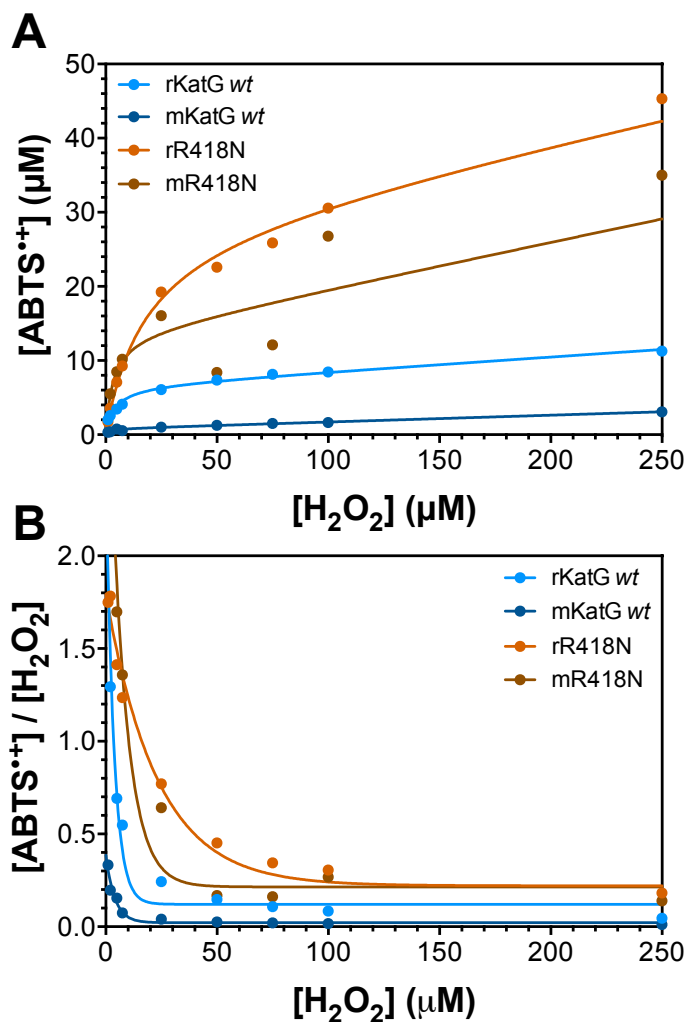 A
50
40
30
20
10
0
[ABTS•+] (µM)
rKatG wt
mKatG wt
rR418N
mR418N
0
50
100
150
200
250
[H2O2] (µM)
B
2.0
1.5
1.0
0.5
0.0
[ABTS•+] / [H2O2]
rKatG wt
mKatG wt
rR418N
mR418N
0
50
100
150
200
250
[H2O2] (µM)